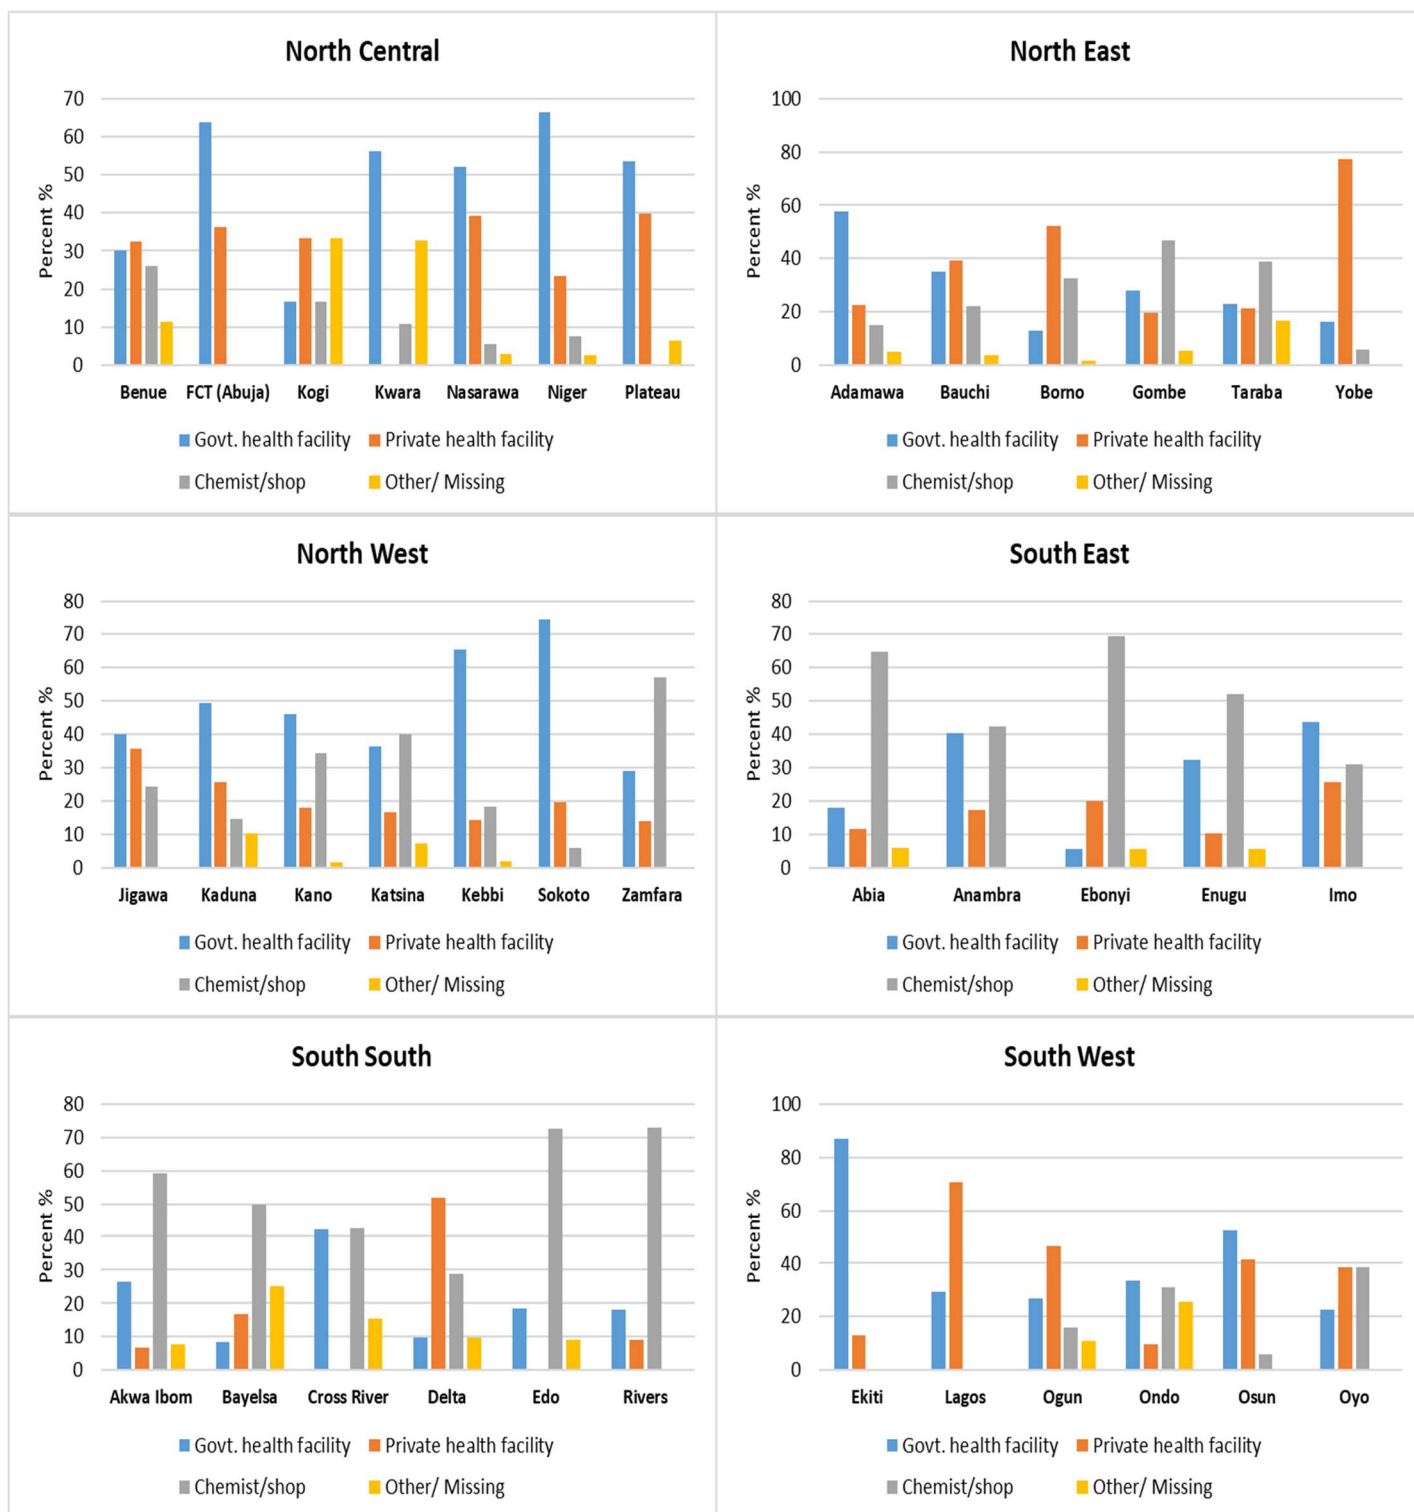 North Central
Percent %
70
60
50
40
30
20
10
0
Benue FCT (Abuja) Kogi Kwara Nasarawa Niger Plateau
Govt. health facility Private health facility
Chemist/shop Other/ Missing
North East
Percent %
100
80
60
40
20
0
Adamawa Bauchi Borno Gombe Taraba Yobe
Govt. health facility Private health facility
Chemist/shop Other/ Missing
North West
Percent %
80
70
60
50
40
30
20
10
0
Jigawa Kaduna Kano Katsina Kebbi Sokoto Zamfara
Govt. health facility Private health facility
Chemist/shop Other/ Missing
South East
Percent %
80
70
60
50
40
30
20
10
0
Abia Anambra Ebonyi Enugu Imo
Govt. health facility Private health facility
Chemist/shop Other/ Missing
South South
Percent %
80
70
60
50
40
30
20
10
0
Akwa Ibom Bayelsa Cross River Delta Edo Rivers
Govt. health facility Private health facility
Chemist/shop Other/ Missing
South West
Percent %
100
80
60
40
20
0
Ekiti Lagos Ogun Ondo Osun Oyo
Govt. health facility Private health facility
Chemist/shop Other/ Missing